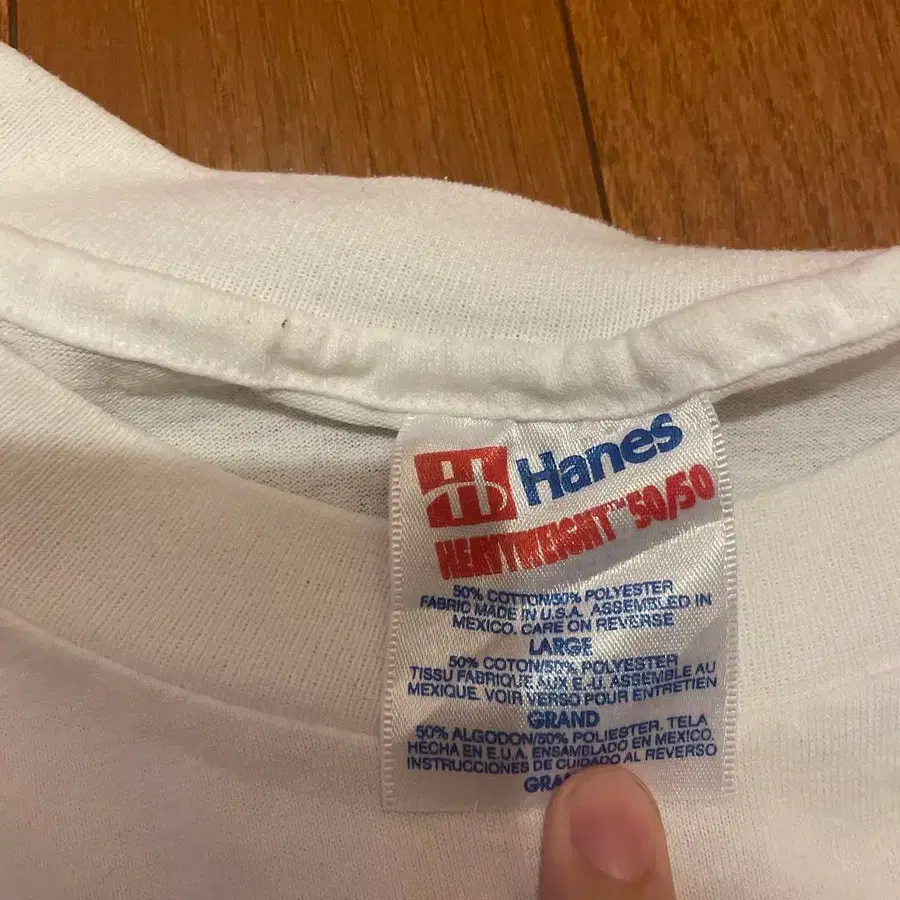 Hanes
HEAVYWEIGHT™ 50/50
50% COTTON/50% POLYESTER
FABRIC MADE IN U.S.A. ASSEMBLED IN
MEXICO. CARE ON REVERSE
LARGE
50% COTON/50% POLYESTER
TISSU FABRIQUE AUX E.-U. ASSEMBLE AU
MEXIQUE. VOIR VERSO POUR ENTRETIEN
GRAND
50% ALGODON/50% POLIESTER. TELA
HECHA EN E.U.A. ENSAMBLADO EN MEXICO.
INSTRUCCIONES DE CUIDADO AL REVERSO